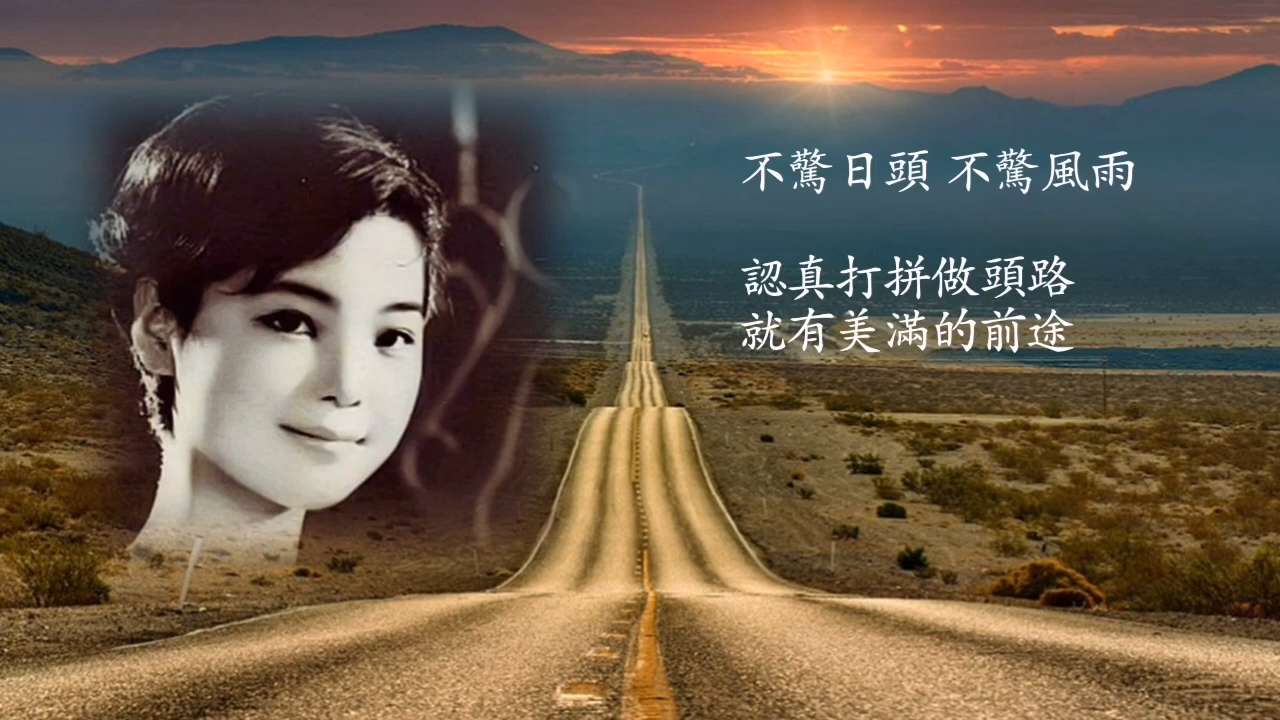 不驚日頭 不驚風雨
認真打拼做頭路
就有美滿的前途